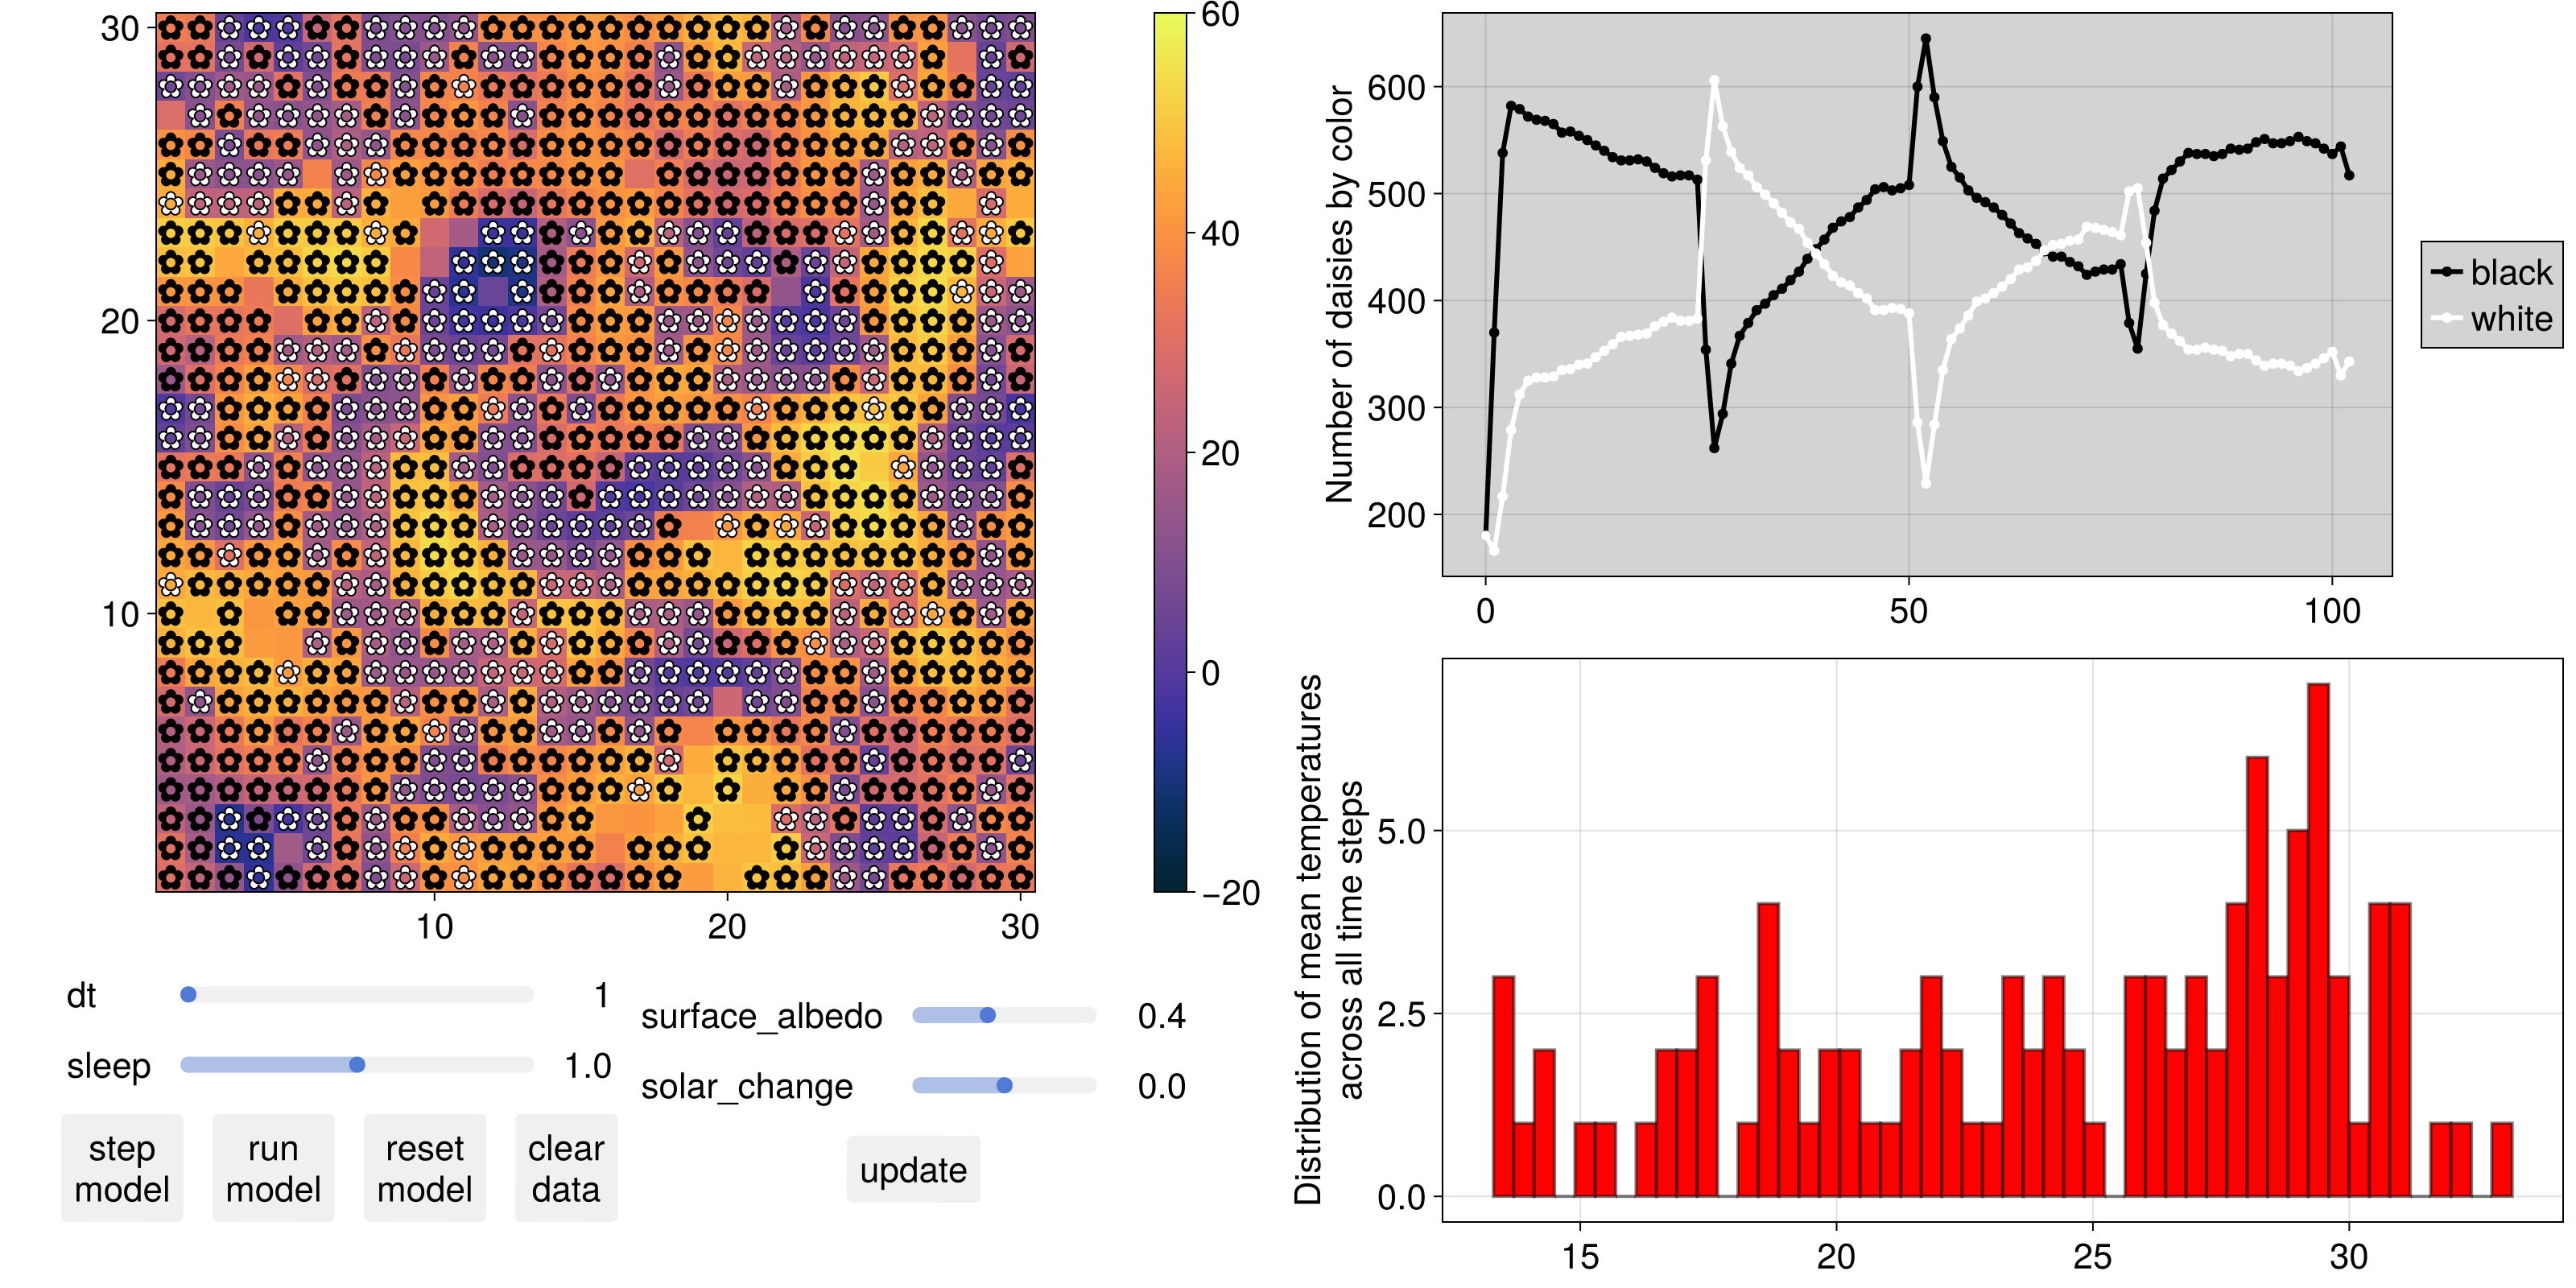 30
20
10
10
20
30
60
40
20
0
−20
Number of daisies by color
600
500
400
300
200
0
50
100
black
white
Distribution of mean temperatures
across all time steps
5.0
2.5
0.0
15
20
25
30
dt
1
sleep
1.0
surface_albedo
0.4
solar_change
0.0
step
model
run
model
reset
model
clear
data
update